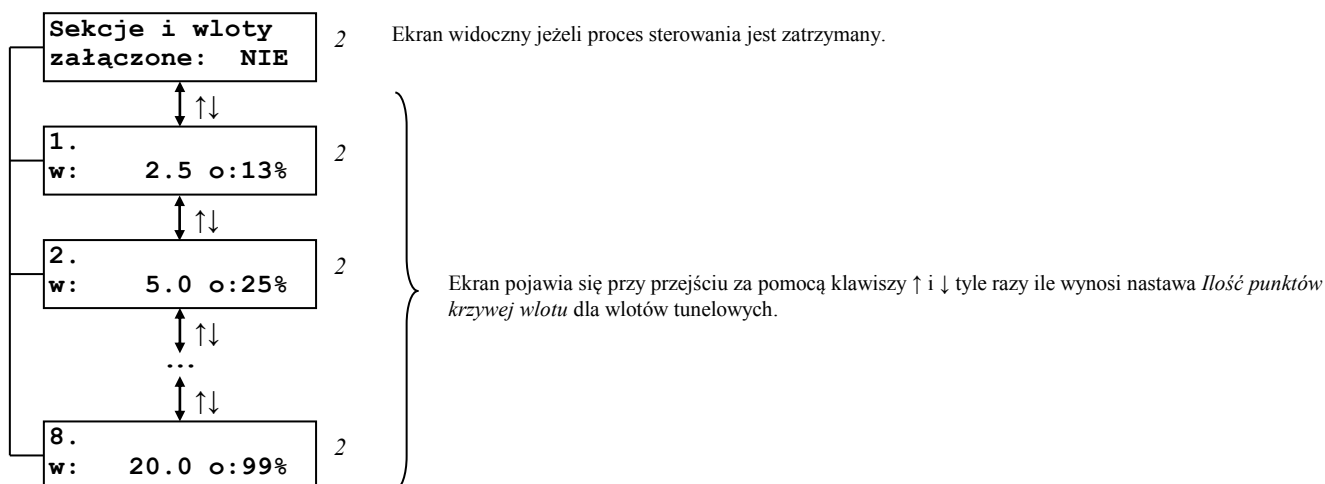 Sekcje i wloty
załączone: NIE
2
Ekran widoczny jeżeli proces sterowania jest zatrzymany.
↑↓
1.
w: 2.5 o:13%
2
↑↓
2.
w: 5.0 o:25%
2
Ekran pojawia się przy przejściu za pomocą klawiszy ↑ i ↓ tyle razy ile wynosi nastawa Ilość punktów
krzywej wlotu dla wlotów tunelowych.
↑↓
...
↑↓
8.
w: 20.0 o:99%
2